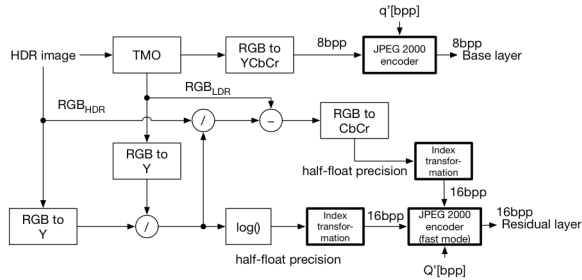 q'[bpp]
HDR image
TMO
RGB to
YCbCr
8bpp
JPEG 2000
encoder
8bpp
Base layer
RGBLDR
RGBHDR
/
–
RGB to
CbCr
RGB to
Y
half-float precision
Index
transfor-
mation
16bpp
RGB to
Y
/
log()
Index
transfor-
mation
16bpp
JPEG 2000
encoder
(fast mode)
16bpp
Residual layer
half-float precision
Q'[bpp]